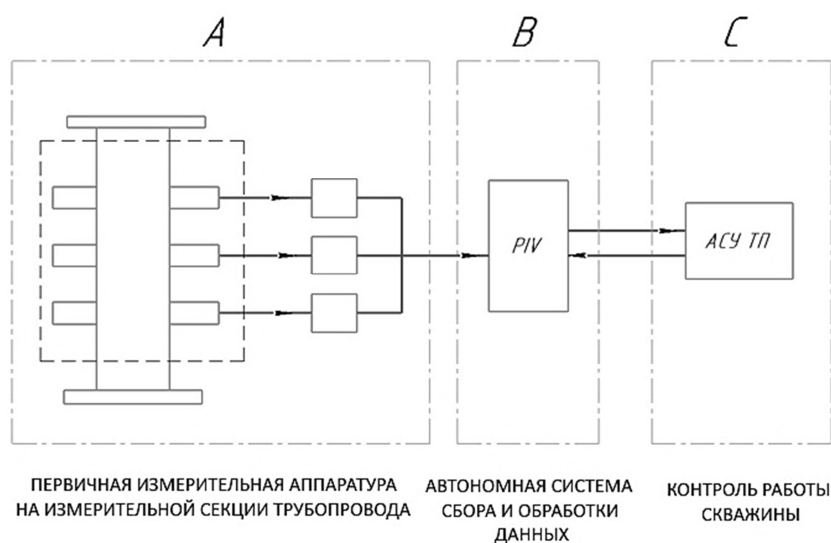 A
B
C
PIV
АСУ ТП
ПЕРВИЧНАЯ ИЗМЕРИТЕЛЬНАЯ АППАРАТУРА
НА ИЗМЕРИТЕЛЬНОЙ СЕКЦИИ ТРУБОПРОВОДА
АВТОНОМНАЯ СИСТЕМА
СБОРА И ОБРАБОТКИ
ДАННЫХ
КОНТРОЛЬ РАБОТЫ
СКВАЖИНЫ